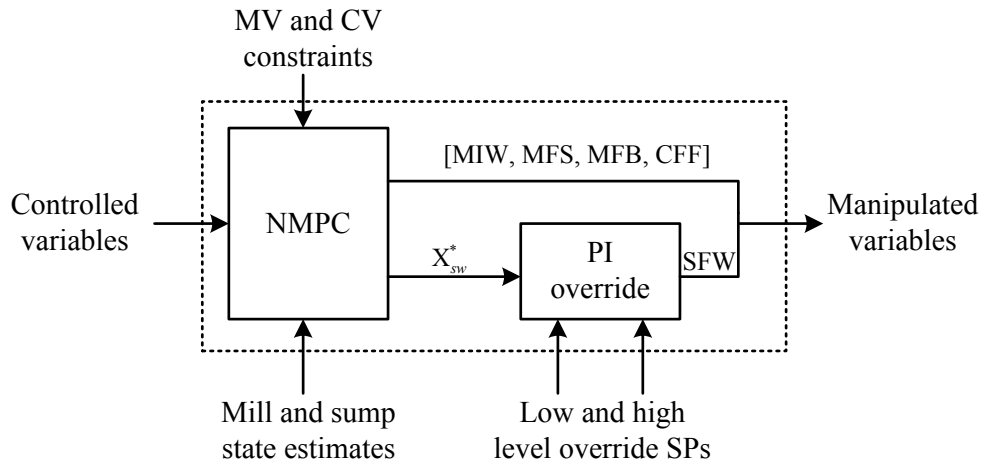 MV and CV
constraints
[MIW, MFS, MFB, CFF]
Controlled
variables
NMPC
Manipulated
variables
X*sw
PI
override
SFW
Mill and sump
state estimates
Low and high
level override SPs